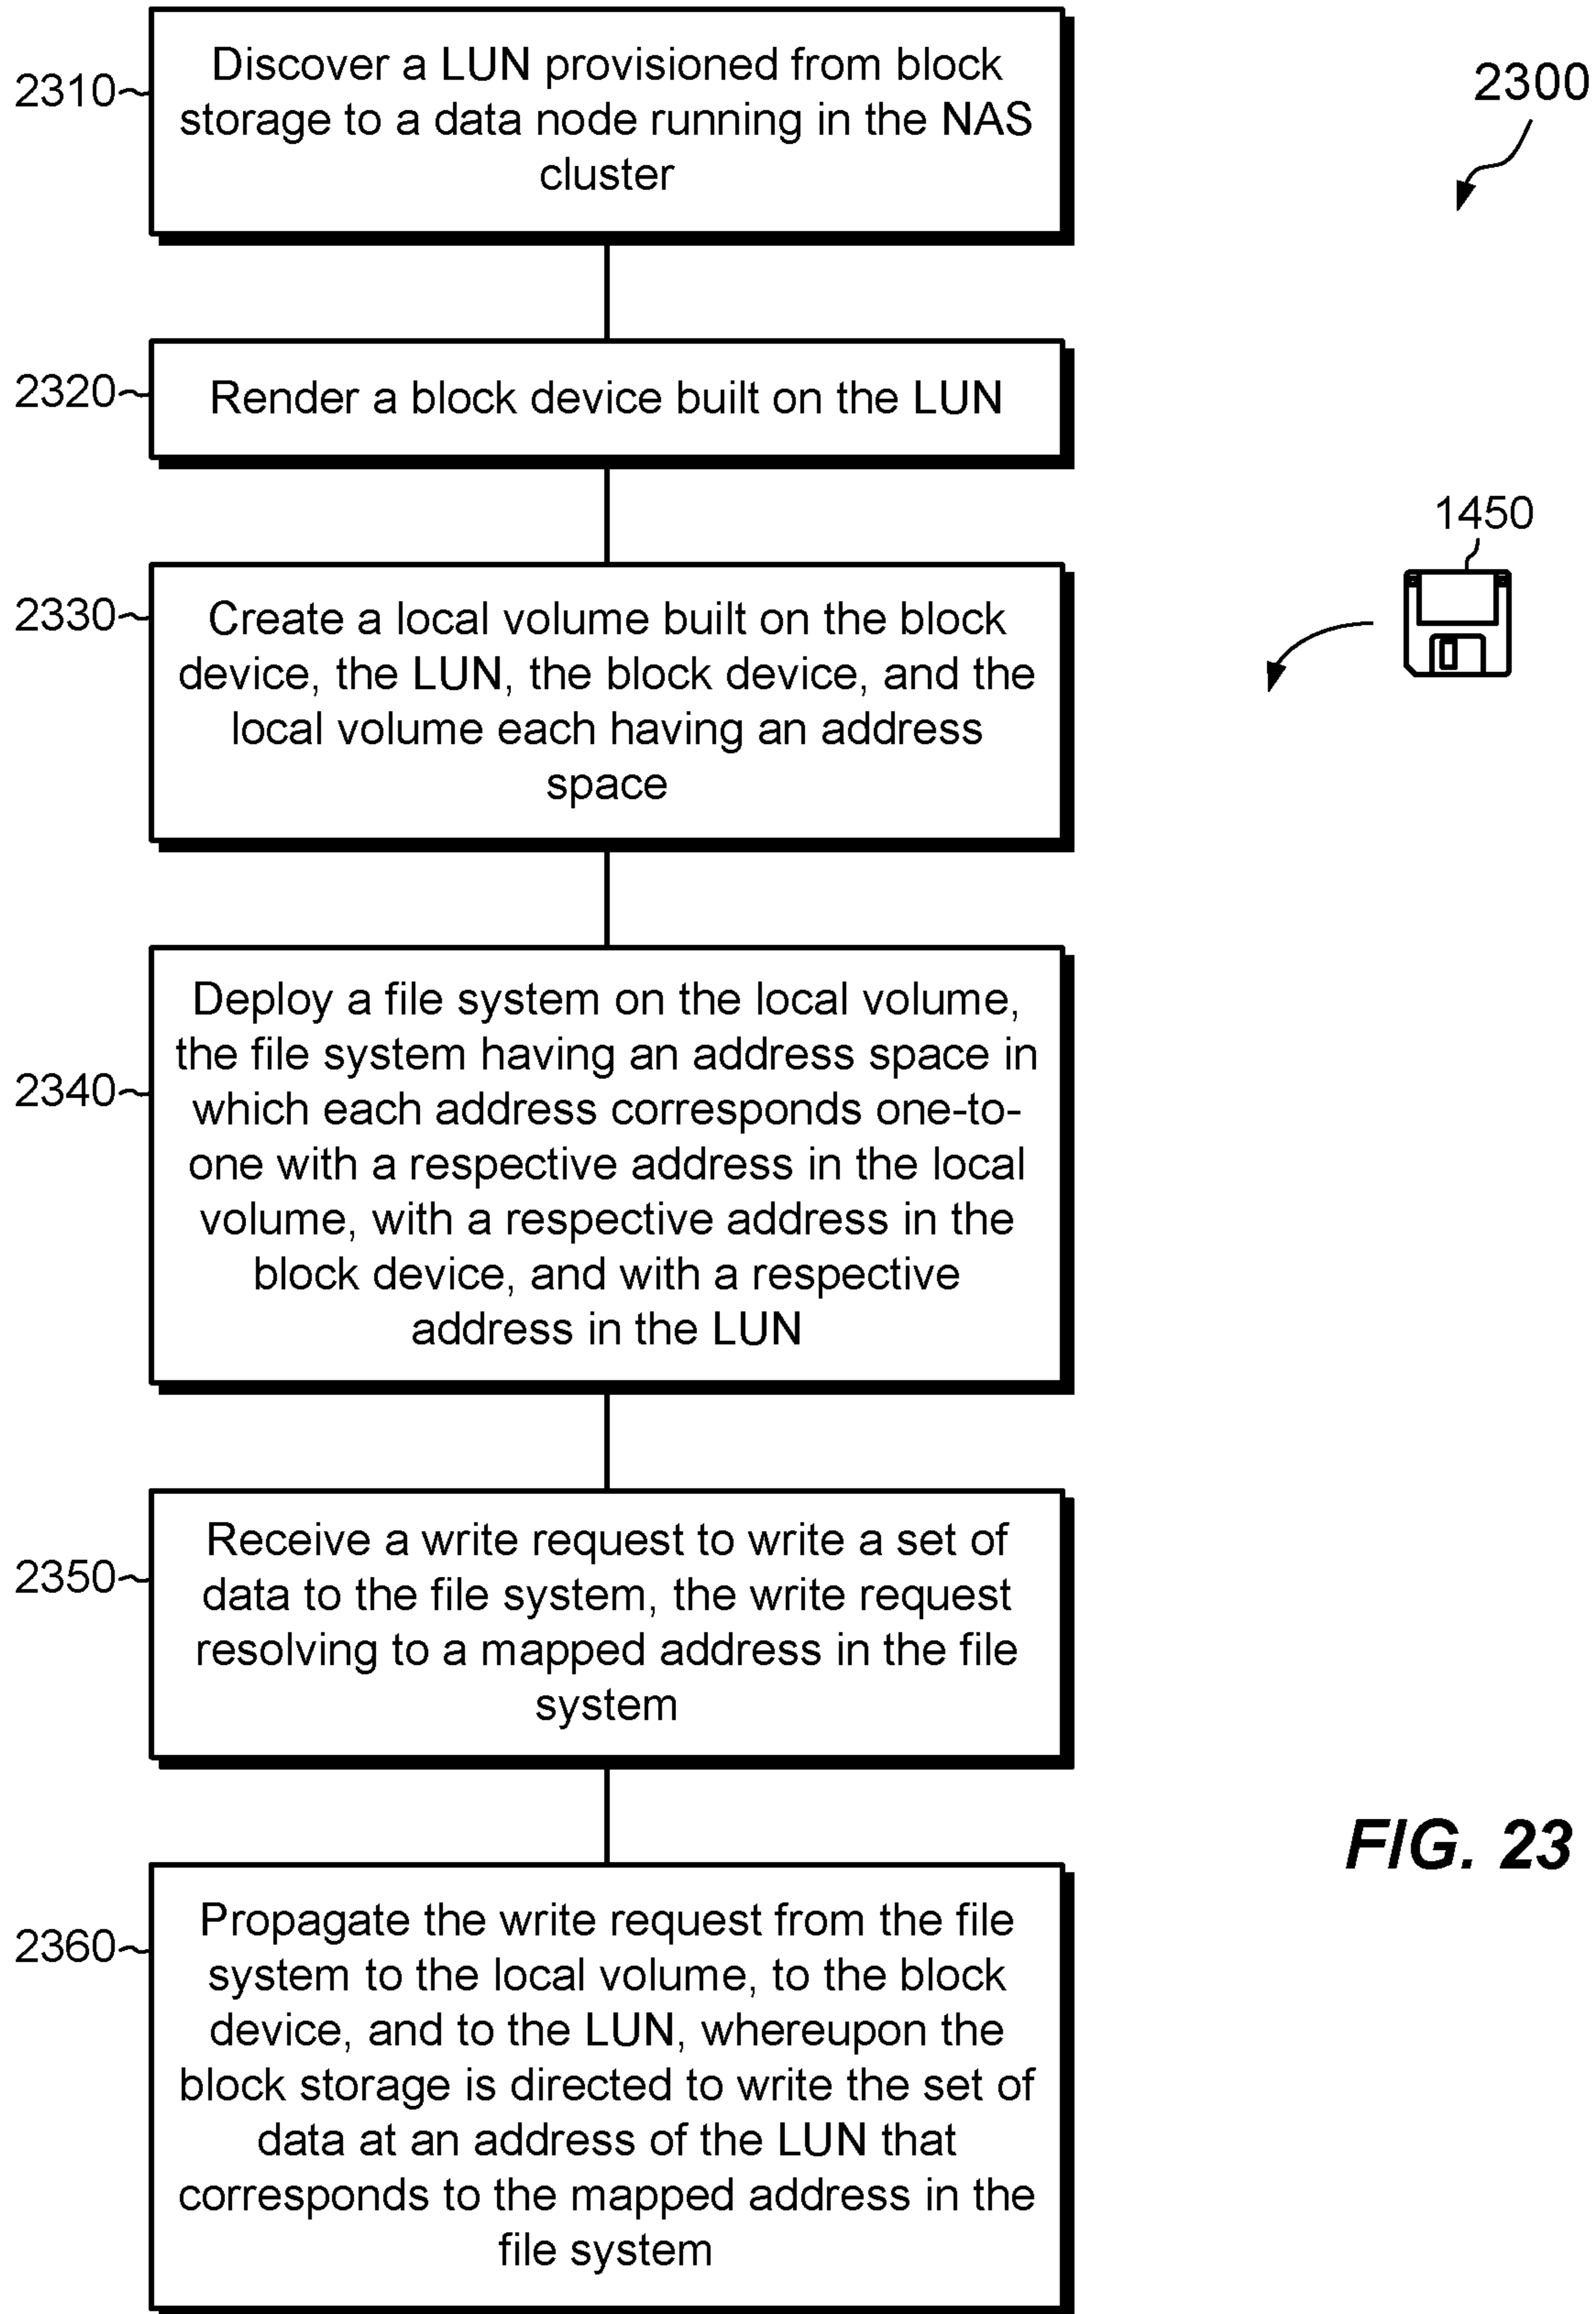 2300
2310
Discover a LUN provisioned from block
storage to a data node running in the NAS
cluster
2320
Render a block device built on the LUN
1450
2330
Create a local volume built on the block
device, the LUN, the block device, and the
local volume each having an address
space
2340
Deploy a file system on the local volume,
the file system having an address space in
which each address corresponds one-to-
one with a respective address in the local
volume, with a respective address in the
block device, and with a respective
address in the LUN
2350
Receive a write request to write a set of
data to the file system, the write request
resolving to a mapped address in the file
system
2360
Propagate the write request from the file
system to the local volume, to the block
device, and to the LUN, whereupon the
block storage is directed to write the set of
data at an address of the LUN that
corresponds to the mapped address in the
file system
FIG. 23